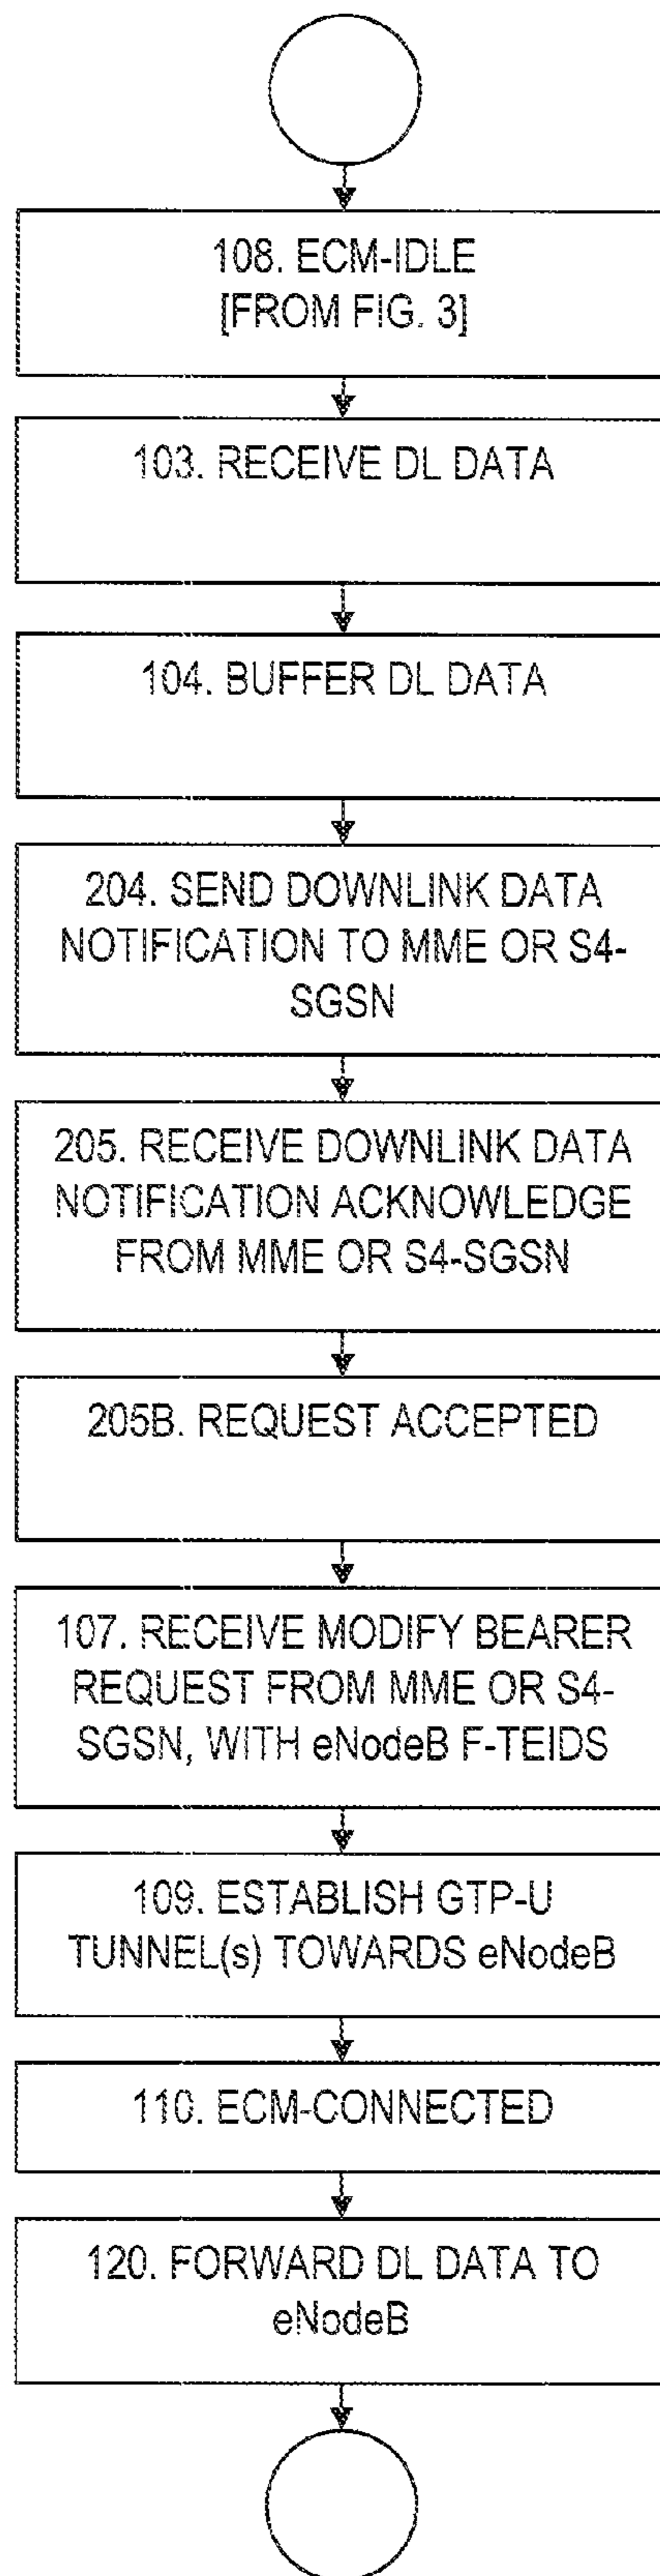 108. ECM-IDLE
[FROM FIG. 3]
103. RECEIVE DL DATA
104. BUFFER DL DATA
204. SEND DOWNLINK DATA
NOTIFICATION TO MME OR S4-
SGSN
205. RECEIVE DOWNLINK DATA
NOTIFICATION ACKNOWLEDGE
FROM MME OR S4-SGSN
205B. REQUEST ACCEPTED
107. RECEIVE MODIFY BEARER
REQUEST FROM MME OR S4-
SGSN, WITH eNodeB F-TEIDS
109. ESTABLISH GTP-U
TUNNEL(s) TOWARDS eNodeB
110. ECM-CONNECTED
120. FORWARD DL DATA TO
eNodeB